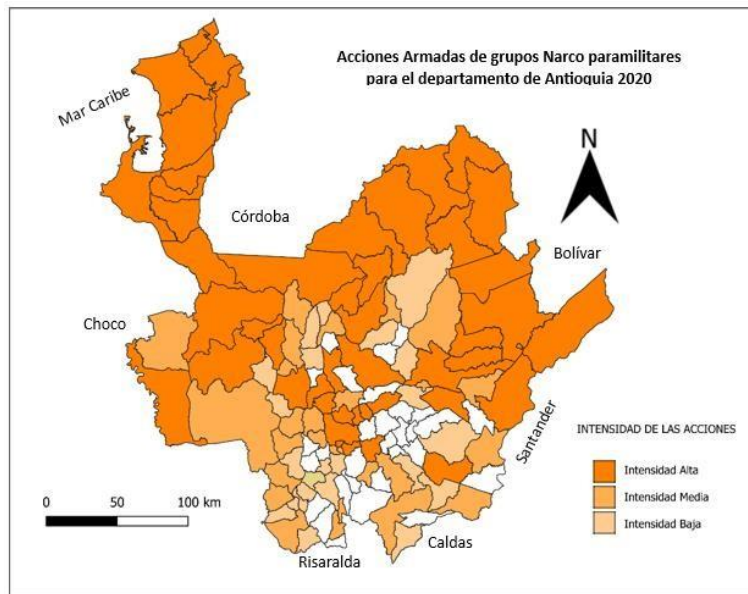 Acciones Armadas de grupos Narco paramilitares
para el departamento de Antioquia 2020
Mar Caribe
N
Córdoba
Bolívar
Choco
Santander
INTENSIDAD DE LAS ACCIONES
Intensidad Alta
Intensidad Media
Intensidad Baja
0 50 100 km
Caldas
Risaralda